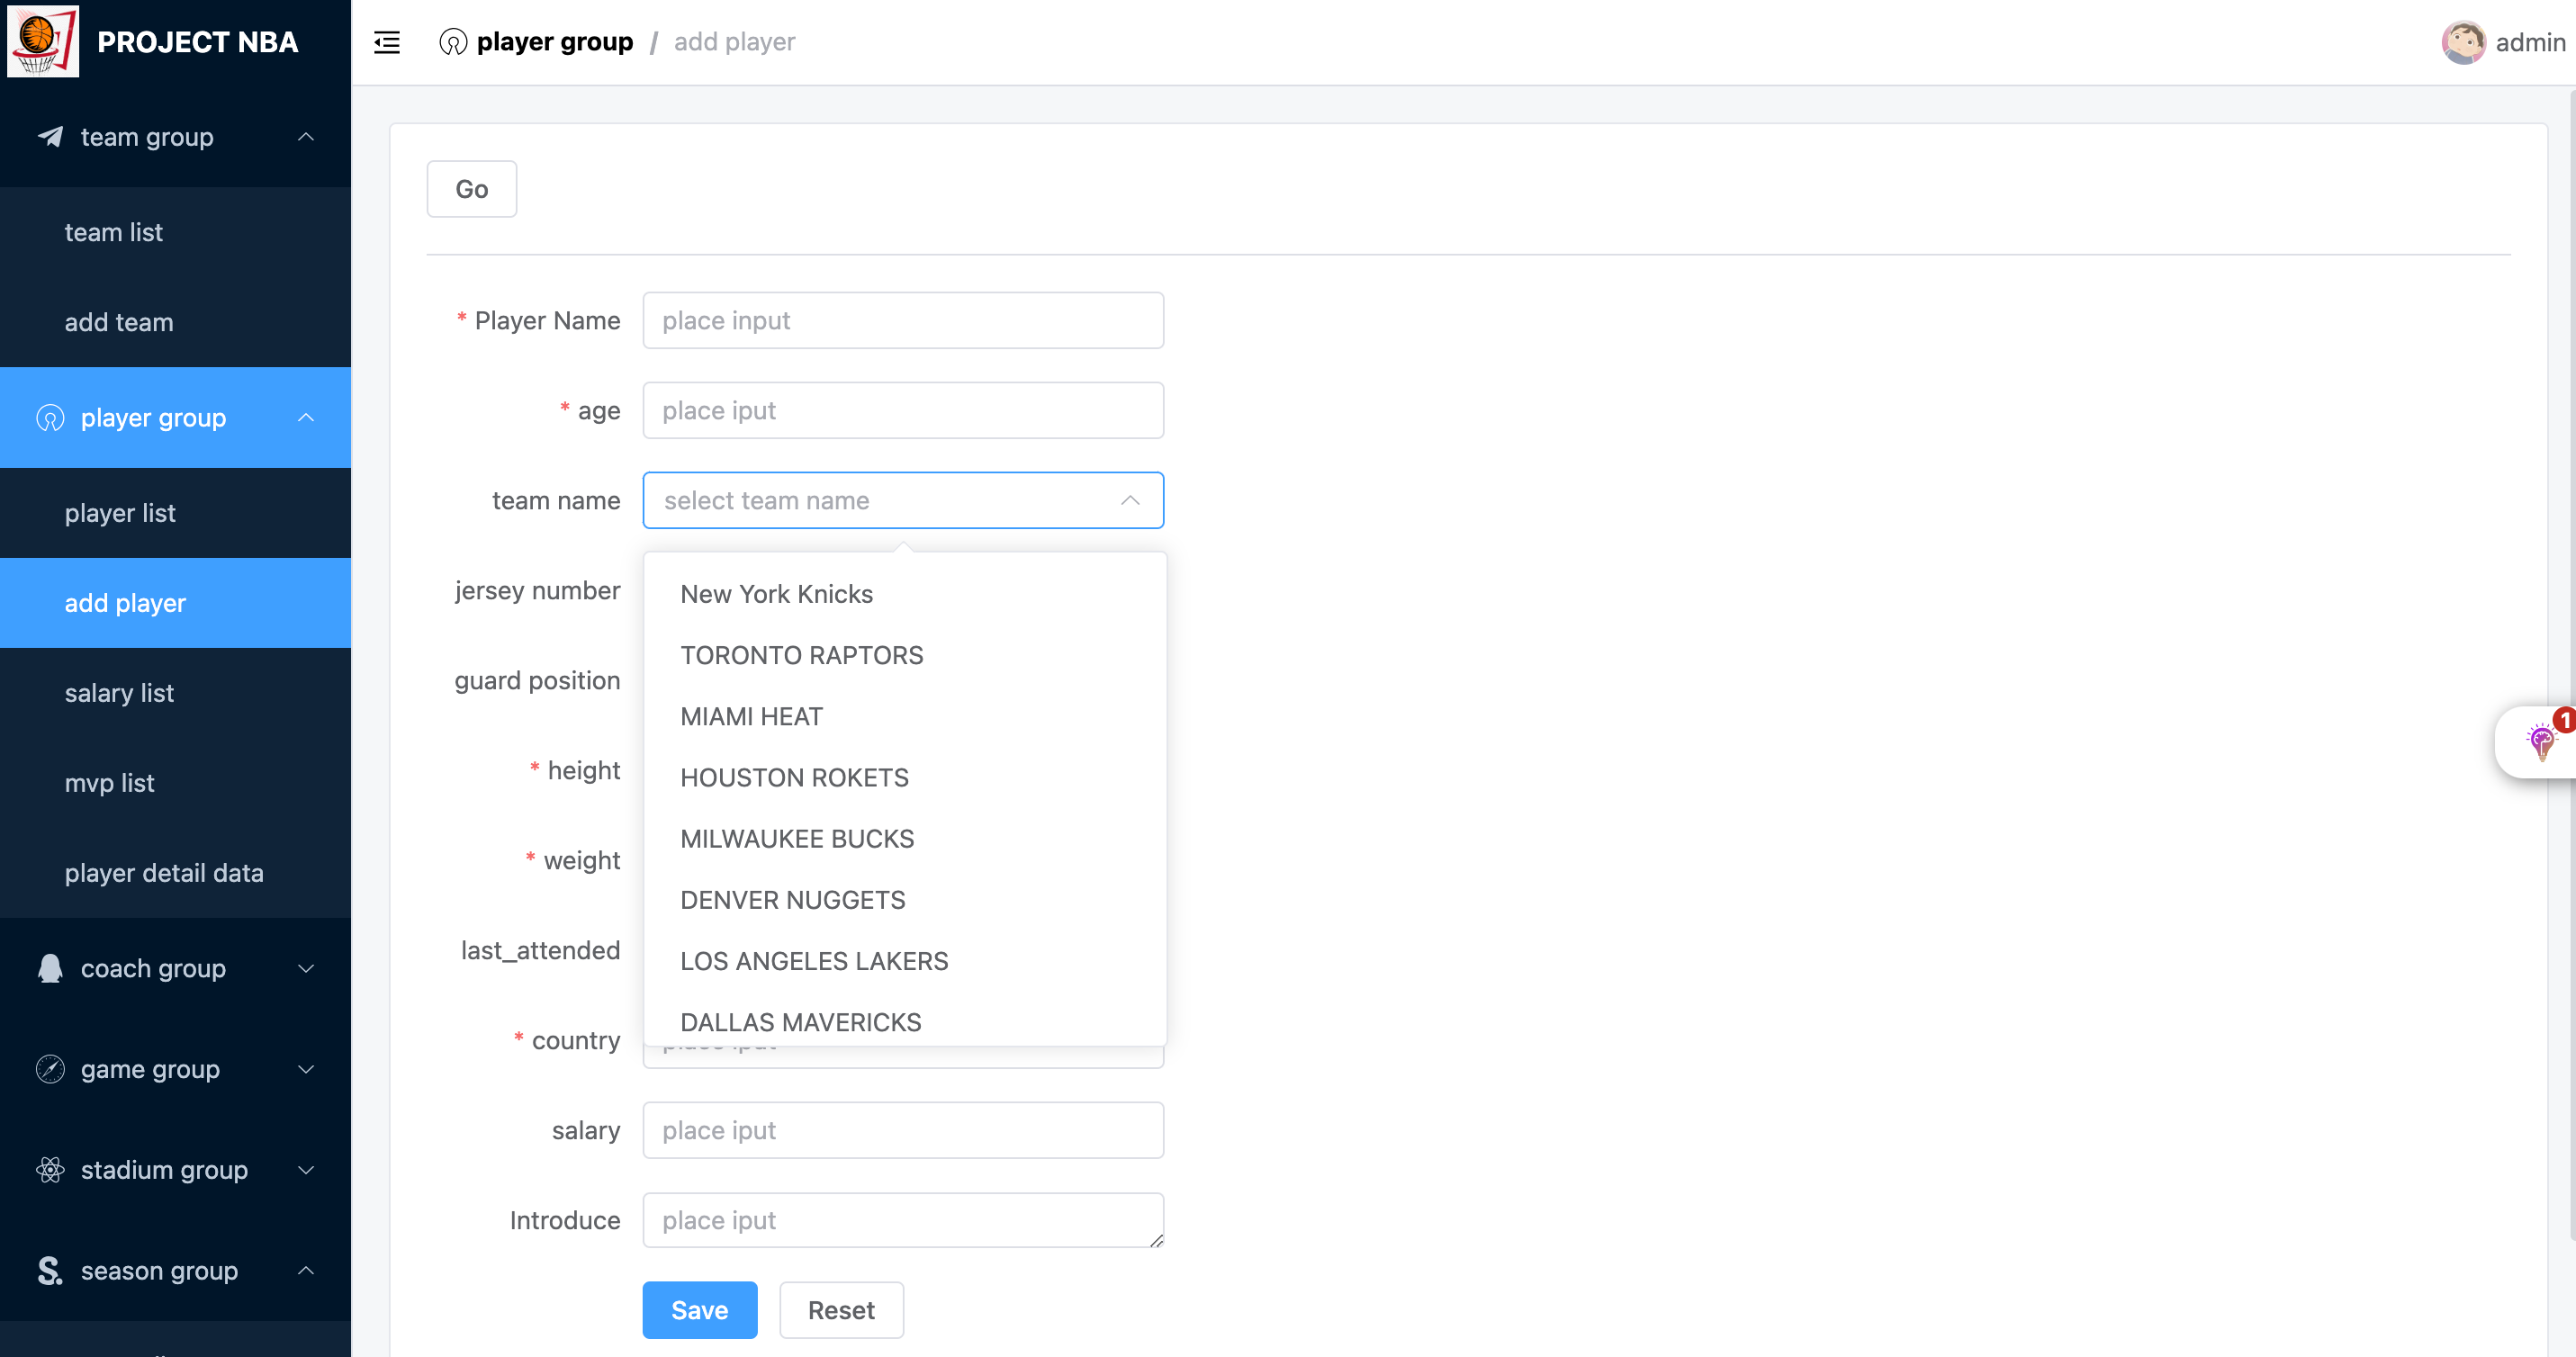 PROJECT NBA
player group / add player
admin
team group
team list
add team
player group
player list
add player
salary list
mvp list
player detail data
coach group
game group
stadium group
season group
Go
* Player Name place input
* age place iput
team name select team name
New York Knicks
TORONTO RAPTORS
MIAMI HEAT
HOUSTON ROKETS
MILWAUKEE BUCKS
DENVER NUGGETS
LOS ANGELES LAKERS
DALLAS MAVERICKS
jersey number
guard position
* height
* weight
last_attended
* country
salary place iput
Introduce place iput
Save Reset
1